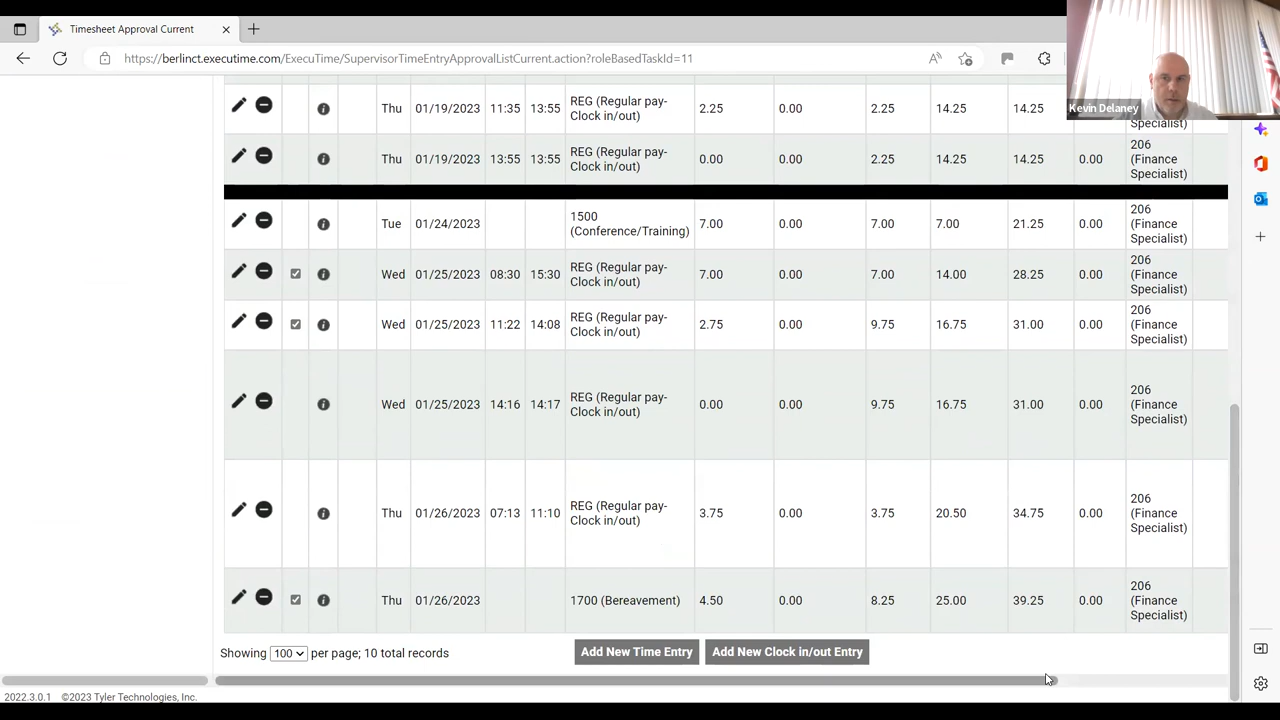 Timesheet Approval Current
https://berlinct.executime.com/ExecuTime/SupervisorTimeEntryApprovalListCurrent.action?roleBasedTaskId=11
Kevin Delaney
Thu 01/19/2023 11:35 13:55 REG (Regular pay- 2.25 0.00 2.25 14.25 14.25
Clock in/out)
(Finance
Specialist)
Thu 01/19/2023 13:55 13:55 REG (Regular pay- 0.00 0.00 2.25 14.25 14.25 0.00 206
Clock in/out)
(Finance
Specialist)
Tue 01/24/2023 1500 7.00 0.00 7.00 7.00 21.25 206
(Conference/Training)
(Finance
Specialist)
Wed 01/25/2023 08:30 15:30 REG (Regular pay- 7.00 0.00 7.00 14.00 28.25 206
Clock in/out)
(Finance
Specialist)
Wed 01/25/2023 11:22 14:08 REG (Regular pay- 2.75 0.00 9.75 16.75 31.00 0.00 206
Clock in/out)
(Finance
Specialist)
Wed 01/25/2023 14:16 14:17 REG (Regular pay- 0.00 0.00 9.75 16.75 31.00 0.00 206
Clock in/out)
(Finance
Specialist)
Thu 01/26/2023 07:13 11:10 REG (Regular pay- 3.75 0.00 3.75 20.50 34.75 0.00 206
Clock in/out)
(Finance
Specialist)
Thu 01/26/2023 1700 (Bereavement) 4.50 0.00 8.25 25.00 39.25 0.00 206
(Finance
Specialist)
Showing 100 per page; 10 total records
Add New Time Entry
Add New Clock in/out Entry
2022.3.0.1 ©2023 Tyler Technologies, Inc.